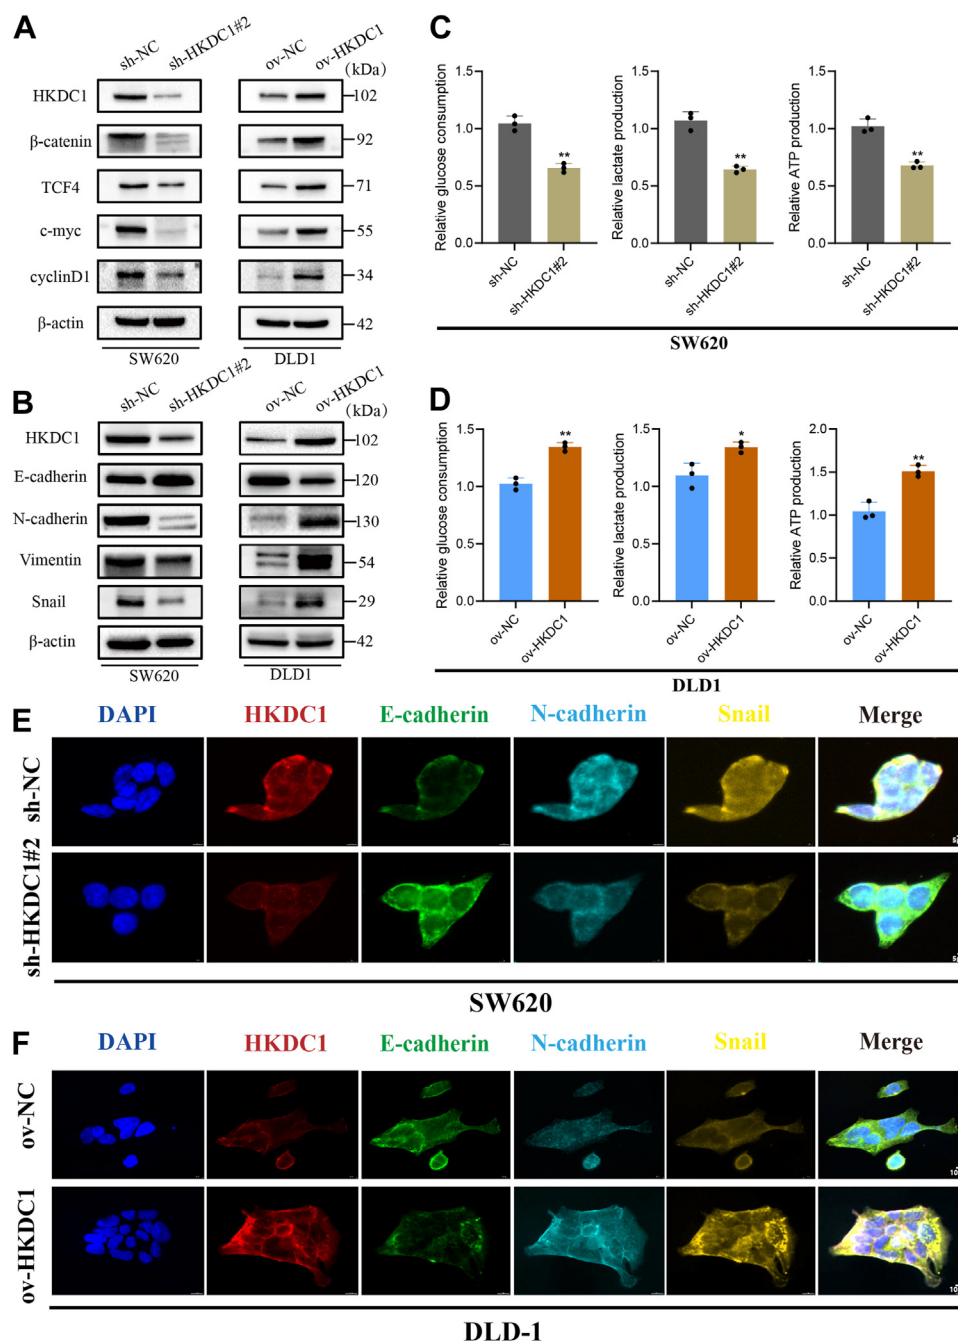 A
sh-NC
sh-HKDC1#2
ov-NC
ov-HKDC1
(kDa)
HKDC1
102
β-catenin
92
TCF4
71
c-myc
55
cyclinD1
34
β-actin
42
SW620
DLD1
B
sh-NC
sh-HKDC1#2
ov-NC
ov-HKDC1
(kDa)
HKDC1
102
E-cadherin
120
N-cadherin
130
Vimentin
54
Snail
29
β-actin
42
SW620
DLD1
C
Relative glucose consumption
1.5
1.0
0.5
0.0
**
sh-NC
sh-HKDC1#2
Relative lactate production
1.5
1.0
0.5
0.0
**
sh-NC
sh-HKDC1#2
Relative ATP production
1.5
1.0
0.5
0.0
**
sh-NC
sh-HKDC1#2
SW620
D
Relative glucose consumption
1.5
1.0
0.5
0.0
**
ov-NC
ov-HKDC1
Relative lactate production
1.5
1.0
0.5
0.0
*
ov-NC
ov-HKDC1
Relative ATP production
2.0
1.5
1.0
0.5
0.0
**
ov-NC
ov-HKDC1
DLD1
E
DAPI
HKDC1
E-cadherin
N-cadherin
Snail
Merge
sh-NC
5
sh-HKDC1#2
5
SW620
F
DAPI
HKDC1
E-cadherin
N-cadherin
Snail
Merge
ov-NC
10
ov-HKDC1
10
DLD-1